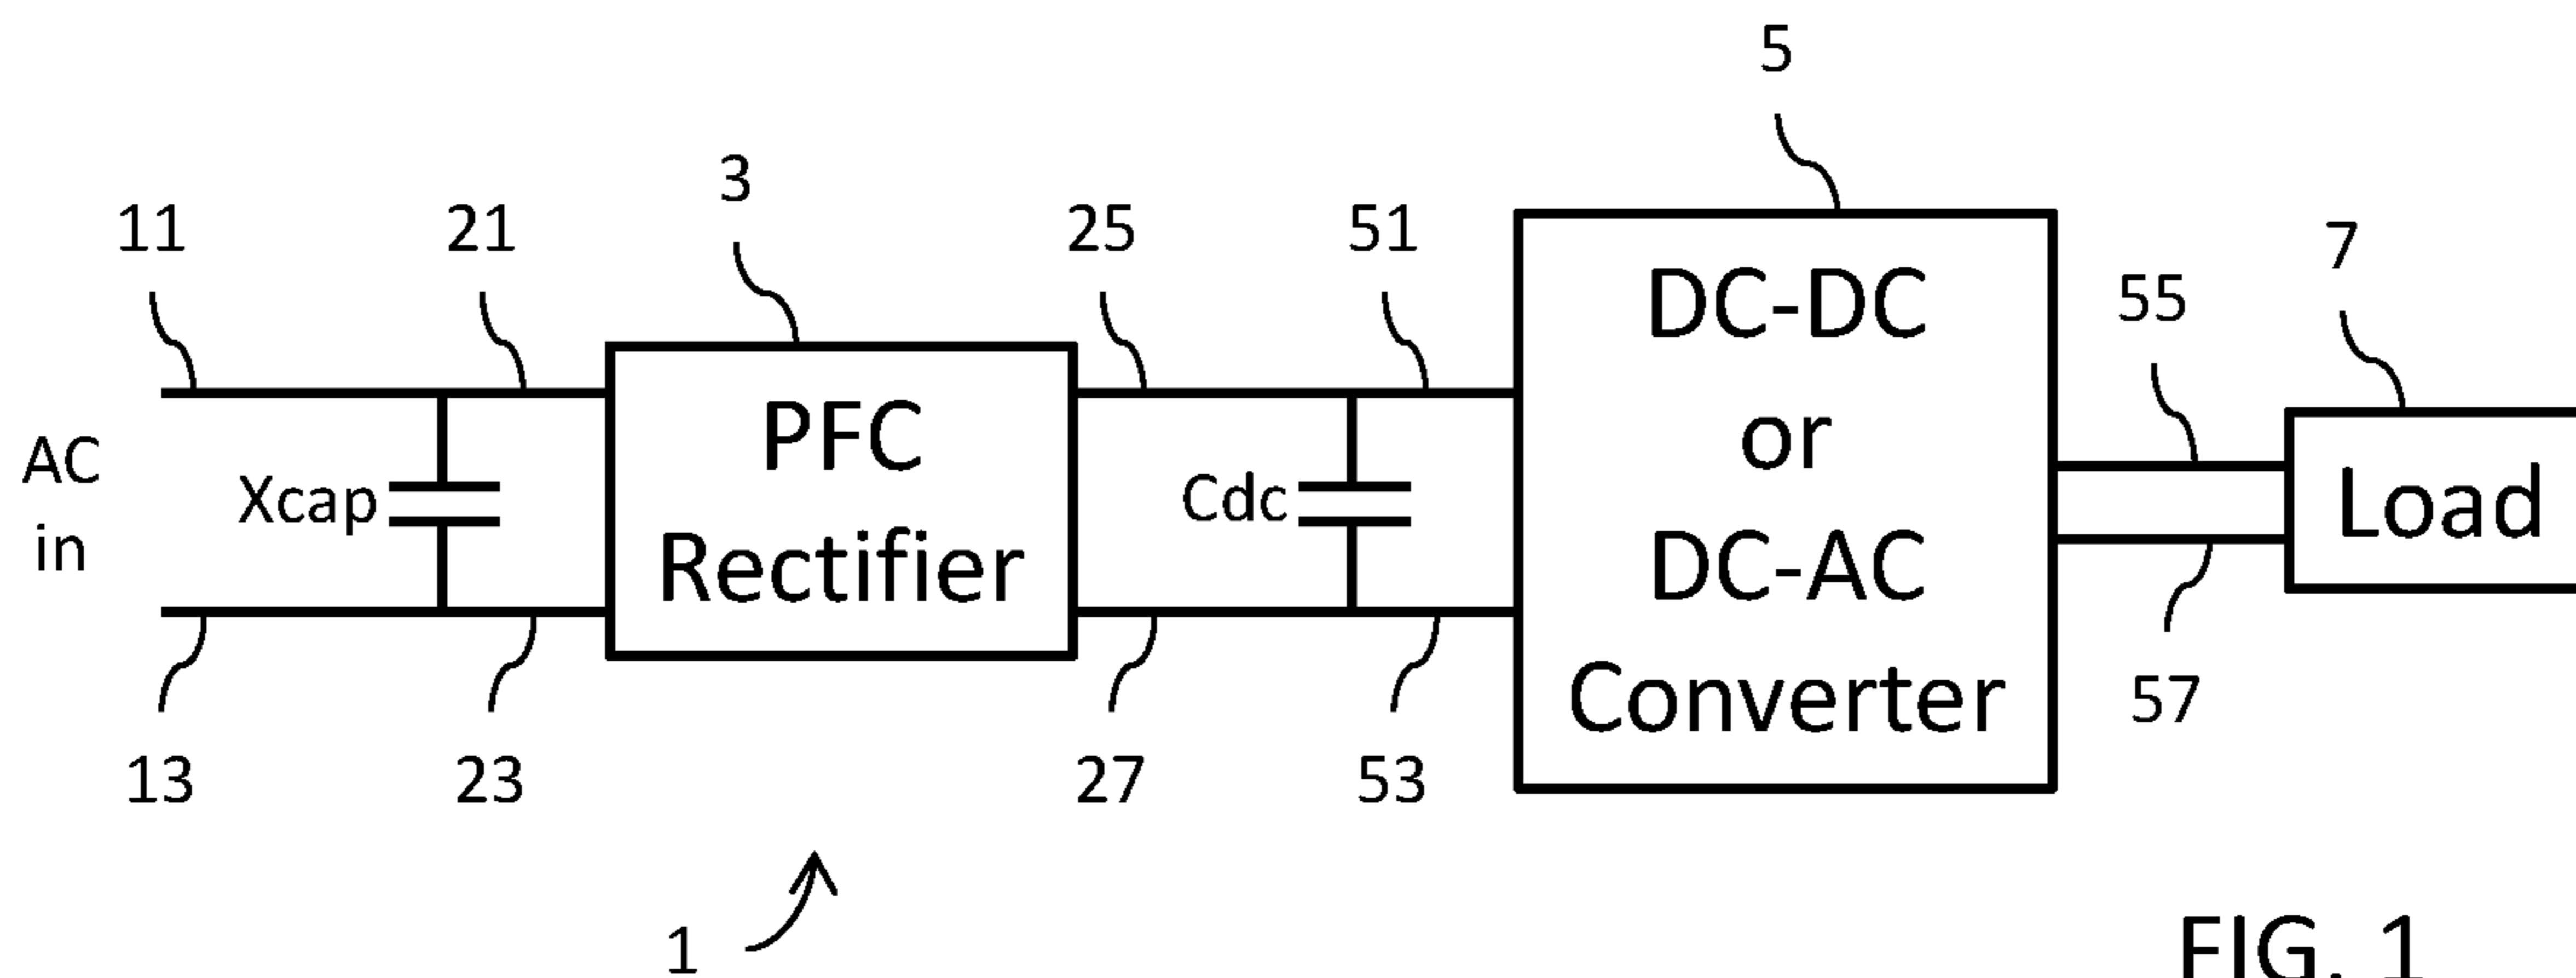 5
3
11
21
25
51
7
55
AC
in
Xcap
PFC
Rectifier
Cdc
DC-DC
or
DC-AC
Converter
Load
57
13
23
27
53
1
FIG. 1